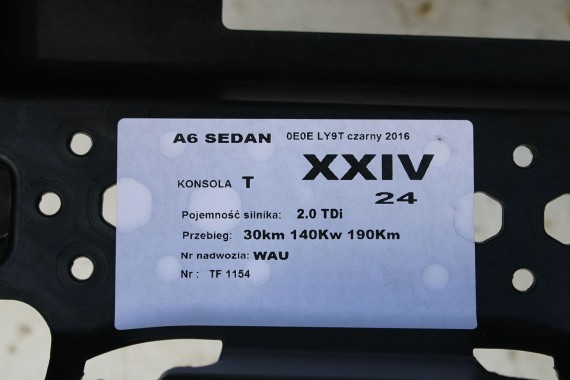 A6 SEDAN 0E0E LY9T czarny 2016
XXIV
KONSOLA T
24
Pojemność silnika: 2.0 TDi
Przebieg: 30km 140Kw 190Km
Nr nadwozia: WAU
Nr : TF 1154